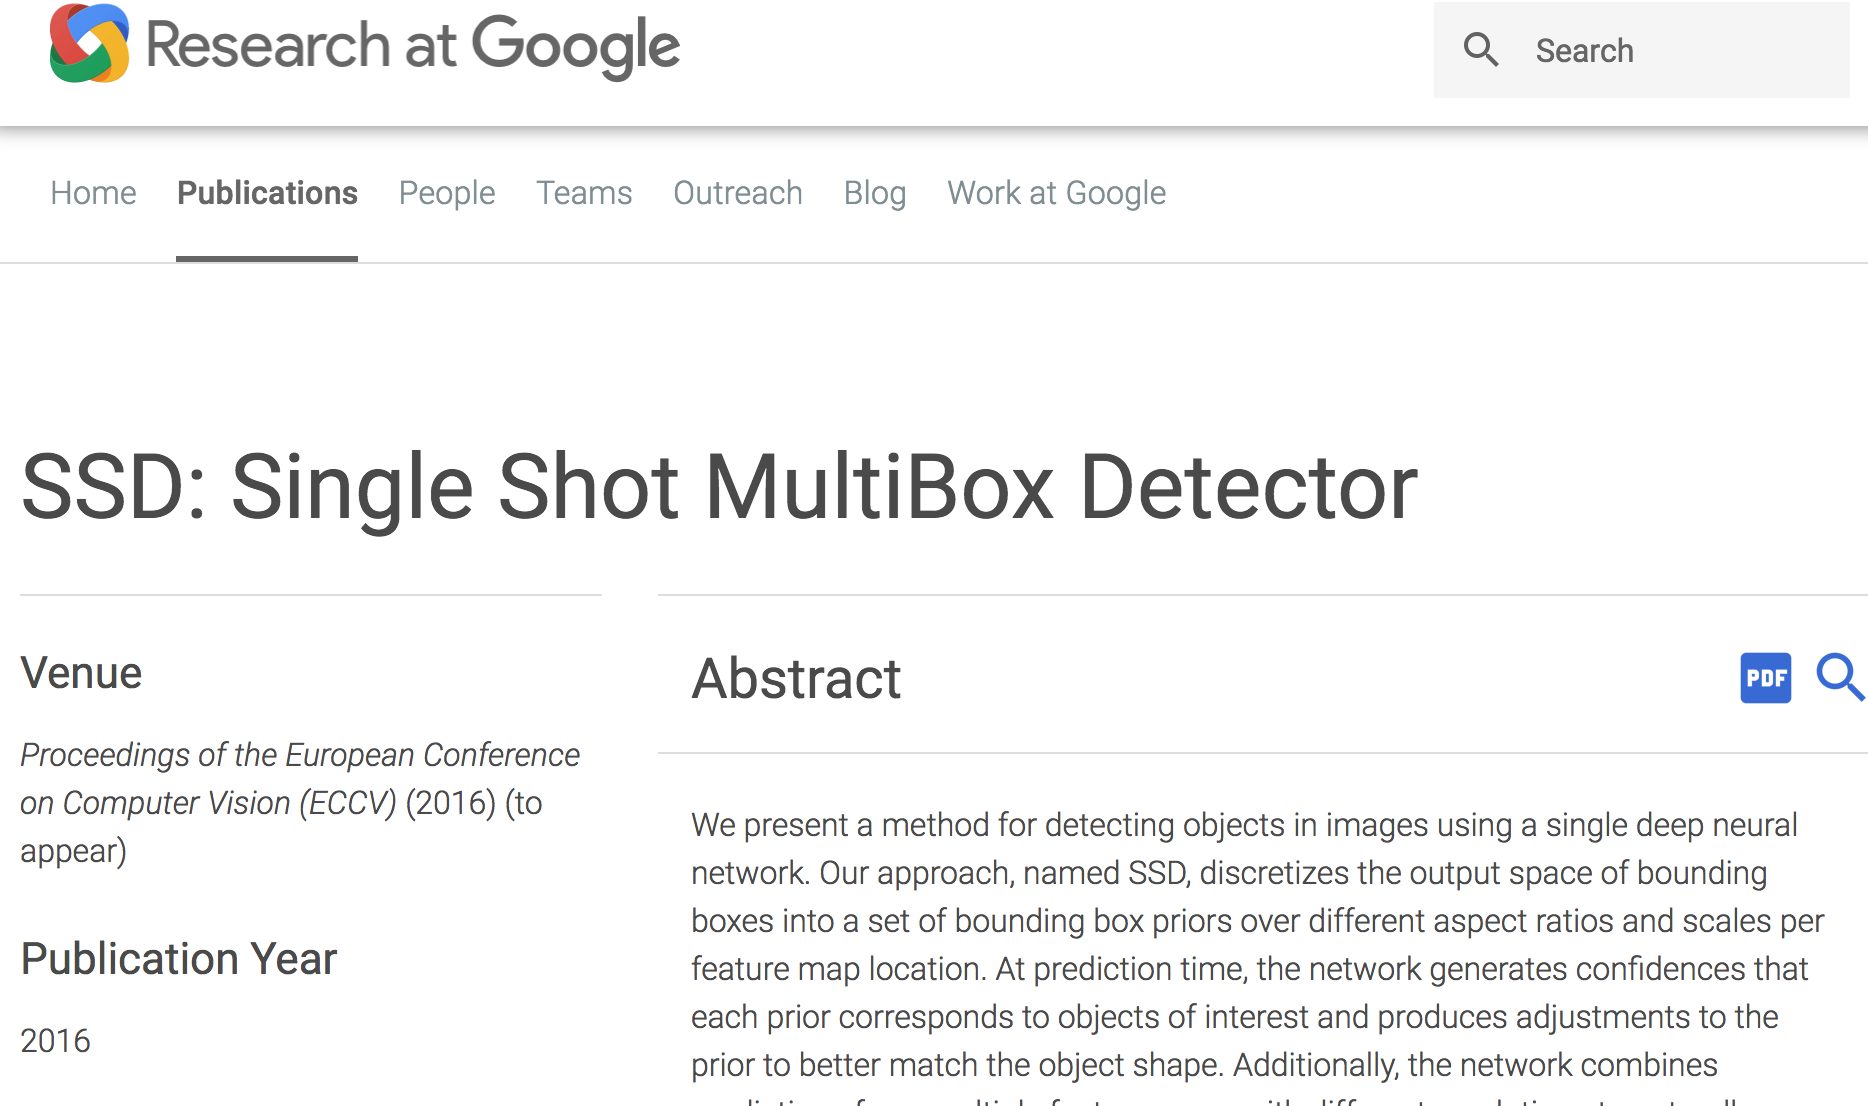 Research at Google
Search
Home Publications People Teams Outreach Blog Work at Google
SSD: Single Shot MultiBox Detector
Venue
Proceedings of the European Conference
on Computer Vision (ECCV) (2016) (to
appear)
Publication Year
2016
Abstract
PDF
We present a method for detecting objects in images using a single deep neural
network. Our approach, named SSD, discretizes the output space of bounding
boxes into a set of bounding box priors over different aspect ratios and scales per
feature map location. At prediction time, the network generates confidences that
each prior corresponds to objects of interest and produces adjustments to the
prior to better match the object shape. Additionally, the network combines